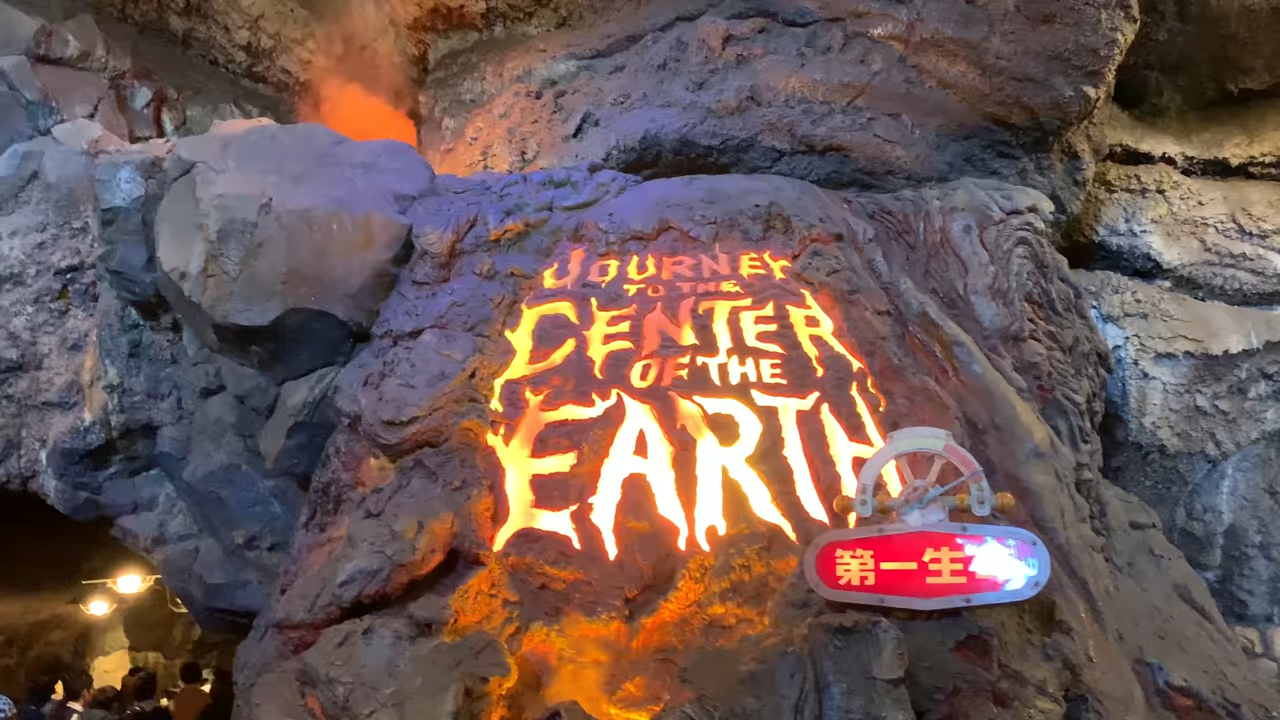 JOURNEY
TO THE
CENTER
OF THE
EARTH
第一生